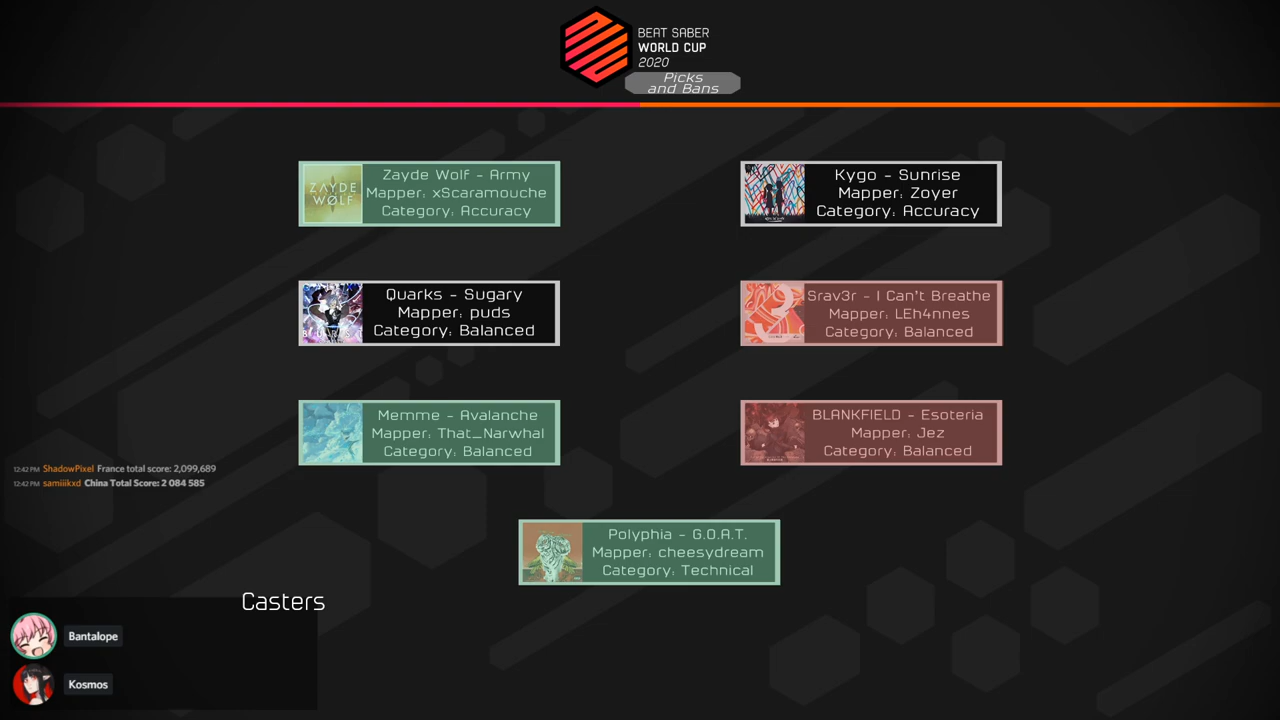 BEAT SABER
WORLD CUP
2020
Picks
and Bans
ZAYDE
WØLF
Zayde Wolf - Army
Mapper: xScaramouche
Category: Accuracy
Kygo - Sunrise
Mapper: Zoyer
Category: Accuracy
Quarks - Sugary
Mapper: puds
Category: Balanced
Srav3r - I Can't Breathe
Mapper: LEh4nnes
Category: Balanced
Memme - Avalanche
Mapper: That_Narwhal
Category: Balanced
BLANKFIELD - Esoteria
Mapper: Jez
Category: Balanced
12:42 PM ShadowPixel France total score: 2,099,689
12:42 PM samiiikxd China Total Score: 2 084 585
Polyphia - G.O.A.T.
Mapper: cheesydream
Category: Technical
Casters
Bantalope
Kosmos